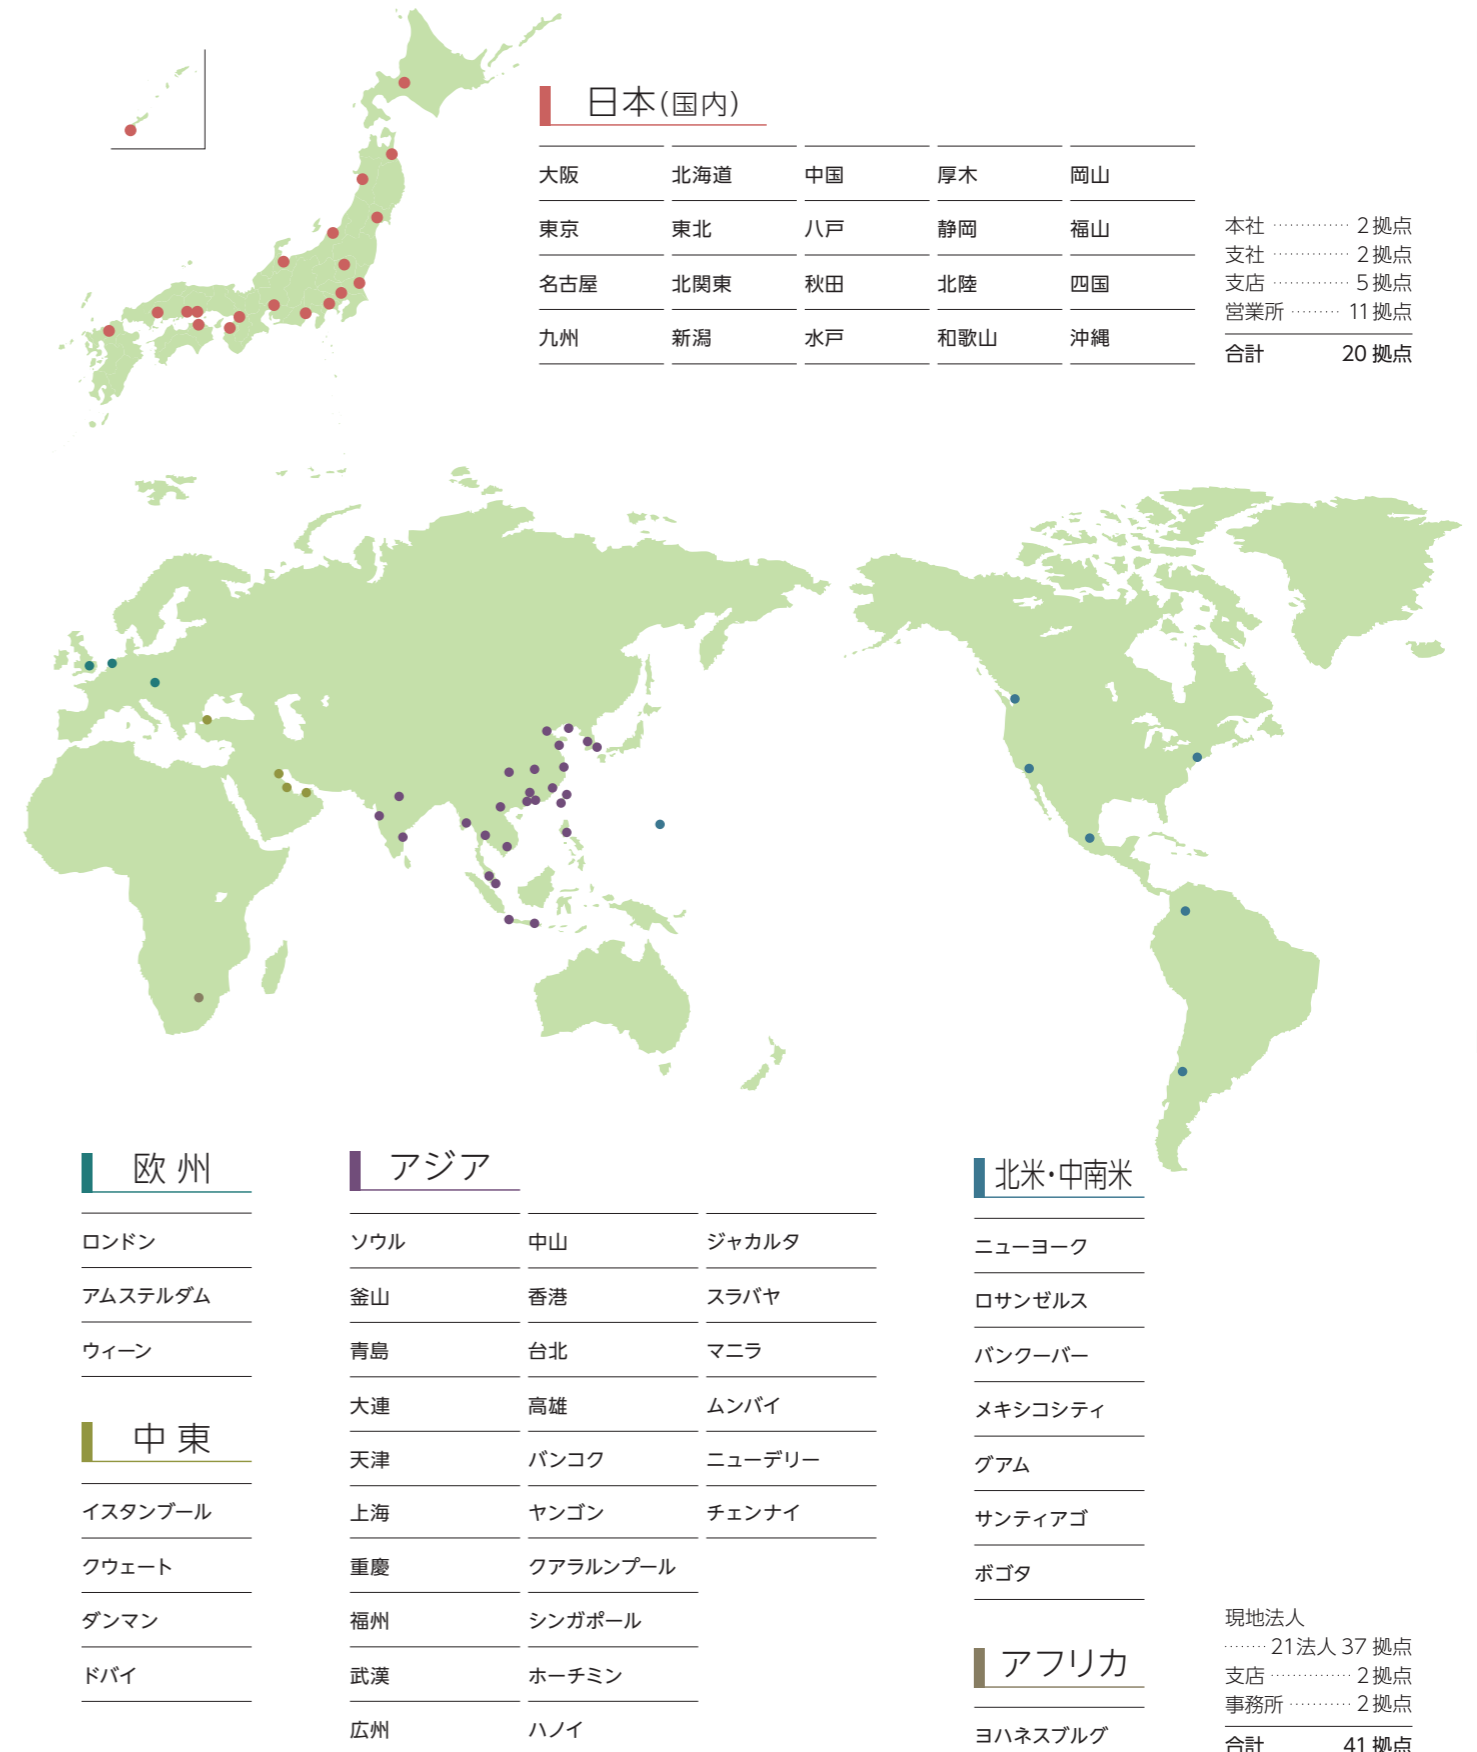 日本(国内)
大阪 北海道 中国 厚木 岡山
東京 東北 八戸 静岡 福山
名古屋 北関東 秋田 北陸 四国
九州 新潟 水戸 和歌山 沖縄
本社 ………… 2拠点
支社 ………… 2拠点
支店 ………… 5拠点
営業所 ……… 11拠点
合計 20 拠点
欧 州
ロンドン
アムステルダム
ウィーン
中 東
イスタンブール
クウェート
ダンマン
ドバイ
アジア
ソウル 中山 ジャカルタ
釜山 香港 スラバヤ
青島 台北 マニラ
大連 高雄 ムンバイ
天津 バンコク ニューデリー
上海 ヤンゴン チェンナイ
重慶 クアラルンプール
福州 シンガポール
武漢 ホーチミン
広州 ハノイ
北米・中南米
ニューヨーク
ロサンゼルス
バンクーバー
メキシコシティ
グアム
サンティアゴ
ボゴタ
アフリカ
ヨハネスブルグ
現地法人
……21法人 37 拠点
支店 ………… 2拠点
事務所 ……… 2拠点
合計 41 拠点